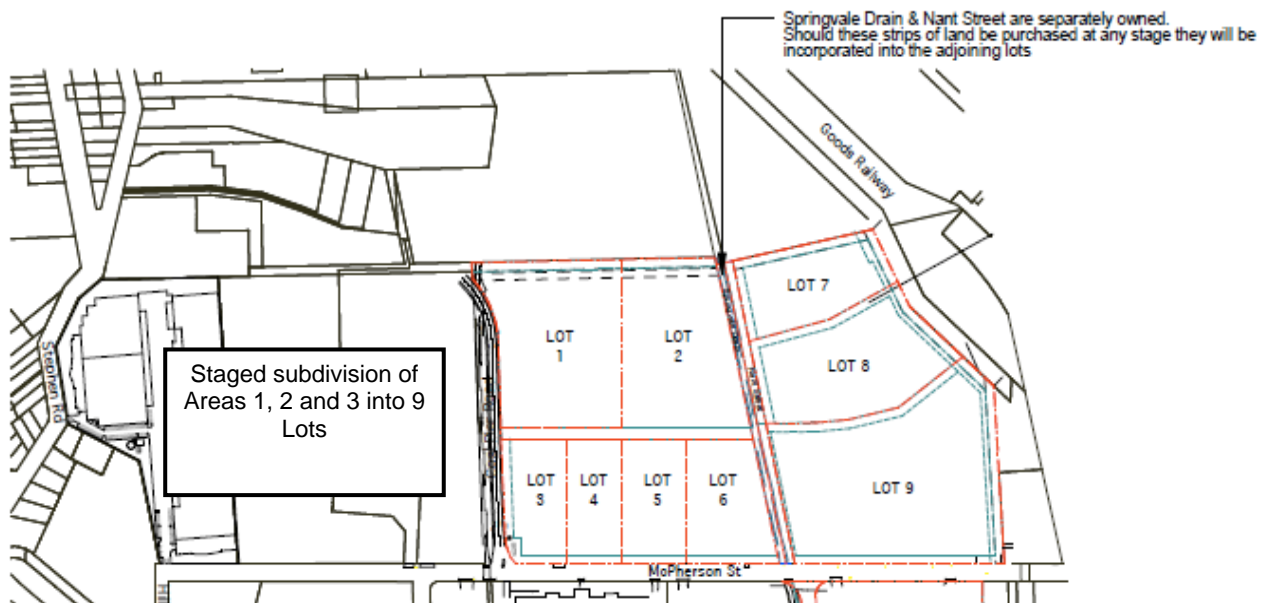 Springvale Drain & Nant Street are separately owned.
Should these strips of land be purchased at any stage they will be
incorporated into the adjoining lots
Goods Railway
LOT 7
LOT
1
LOT
2
LOT 8
Stephen Rd
Staged subdivision of
Areas 1, 2 and 3 into 9
Lots
LOT
3
LOT
4
LOT
5
LOT
6
LOT 9
McPherson St